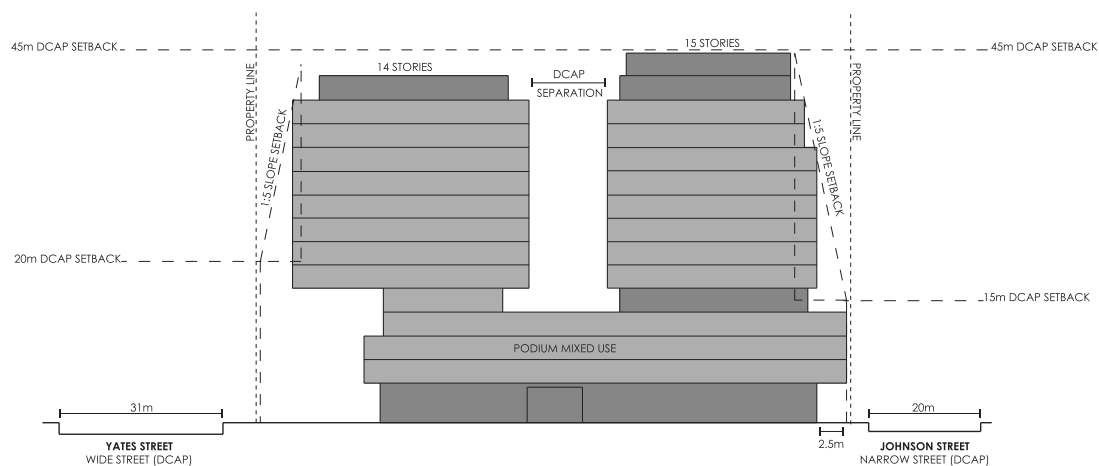 15 STORIES
45m DCAP SETBACK
45m DCAP SETBACK
14 STORIES
DCAP
SEPARATION
PROPERTY LINE
PROPERTY LINE
1:5 SLOPE SETBACK
1:5 SLOPE SETBACK
20m DCAP SETBACK
15m DCAP SETBACK
PODIUM MIXED USE
31m
20m
2.5m
YATES STREET
WIDE STREET (DCAP)
JOHNSON STREET
NARROW STREET (DCAP)